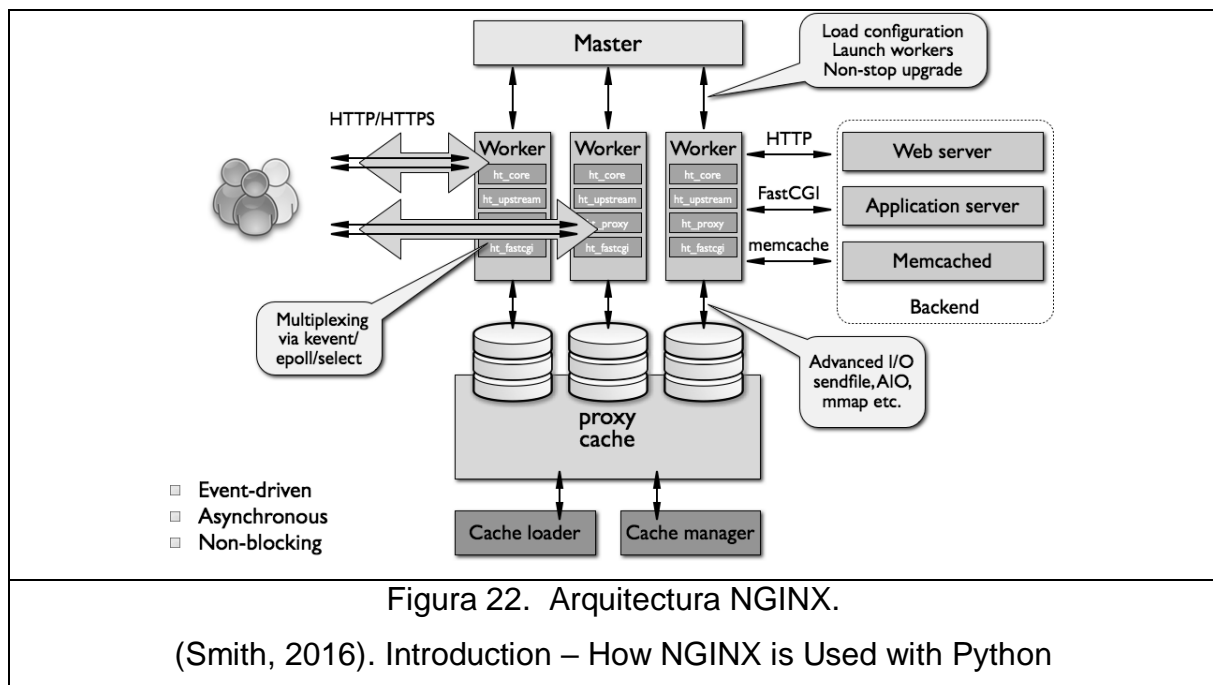 Master
Load configuration
Launch workers
Non-stop upgrade
HTTP/HTTPS
Worker
ht_core
ht_upstream
ht_fastcgi
Worker
ht_core
ht_upstream
ht_proxy
ht_fastcgi
Worker
ht_core
ht_upstream
ht_proxy
ht_fastcgi
HTTP
FastCGI
memcache
Web server
Application server
Memcached
Backend
Multiplexing
via kevent/
epoll/select
Advanced I/O
sendfile, AIO,
mmap etc.
proxy
cache
Event-driven
Asynchronous
Non-blocking
Cache loader
Cache manager
Figura 22. Arquitectura NGINX.
(Smith, 2016). Introduction – How NGINX is Used with Python